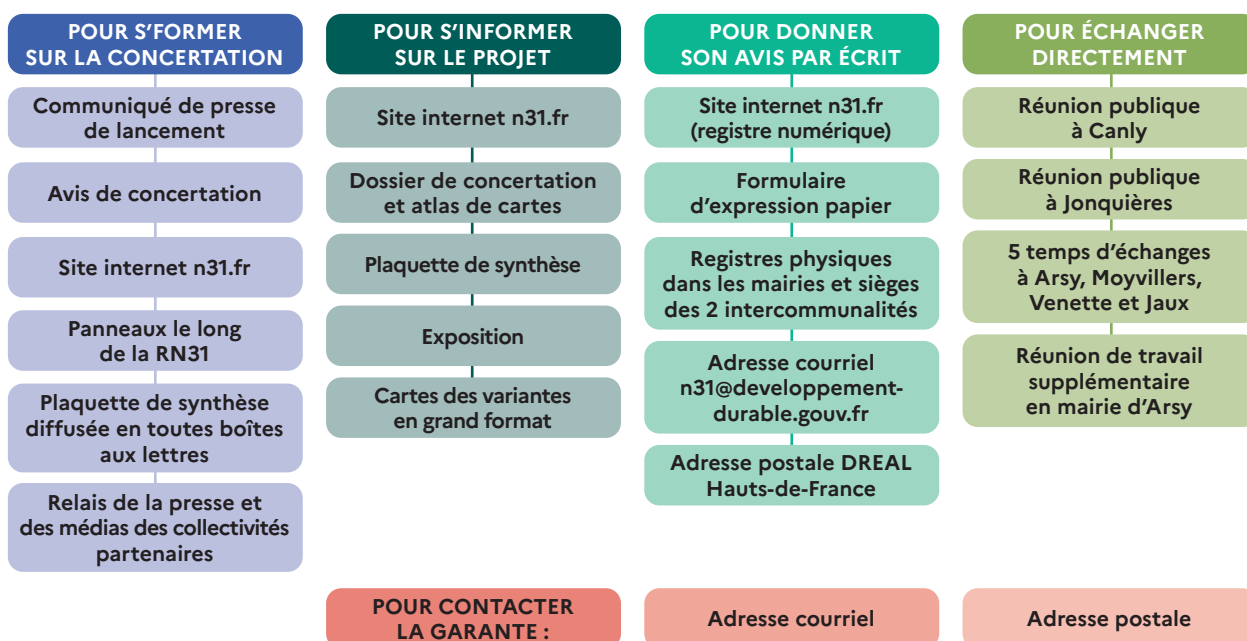 POUR S'FORMER
SUR LA CONCERTATION
Communiqué de presse
de lancement
Avis de concertation
Site internet n31.fr
Panneaux le long
de la RN31
Plaquette de synthèse
diffusée en toutes boîtes
aux lettres
Relais de la presse et
des médias des collectivités
partenaires
POUR S'INFORMER
SUR LE PROJET
Site internet n31.fr
Dossier de concertation
et atlas de cartes
Plaquette de synthèse
Exposition
Cartes des variantes
en grand format
POUR DONNER
SON AVIS PAR ÉCRIT
Site internet n31.fr
(registre numérique)
Formulaire
d'expression papier
Registres physiques
dans les mairies et sièges
des 2 intercommunalités
Adresse courriel
n31@developpement-
durable.gouv.fr
Adresse postale DREAL
Hauts-de-France
POUR ÉCHANGER
DIRECTEMENT
Réunion publique
à Canly
Réunion publique
à Jonquières
5 temps d'échanges
à Arsy, Moyvillers,
Venette et Jaux
Réunion de travail
supplémentaire
en mairie d'Arsy
POUR CONTACTER
LA GARANTE :
Adresse courriel
Adresse postale